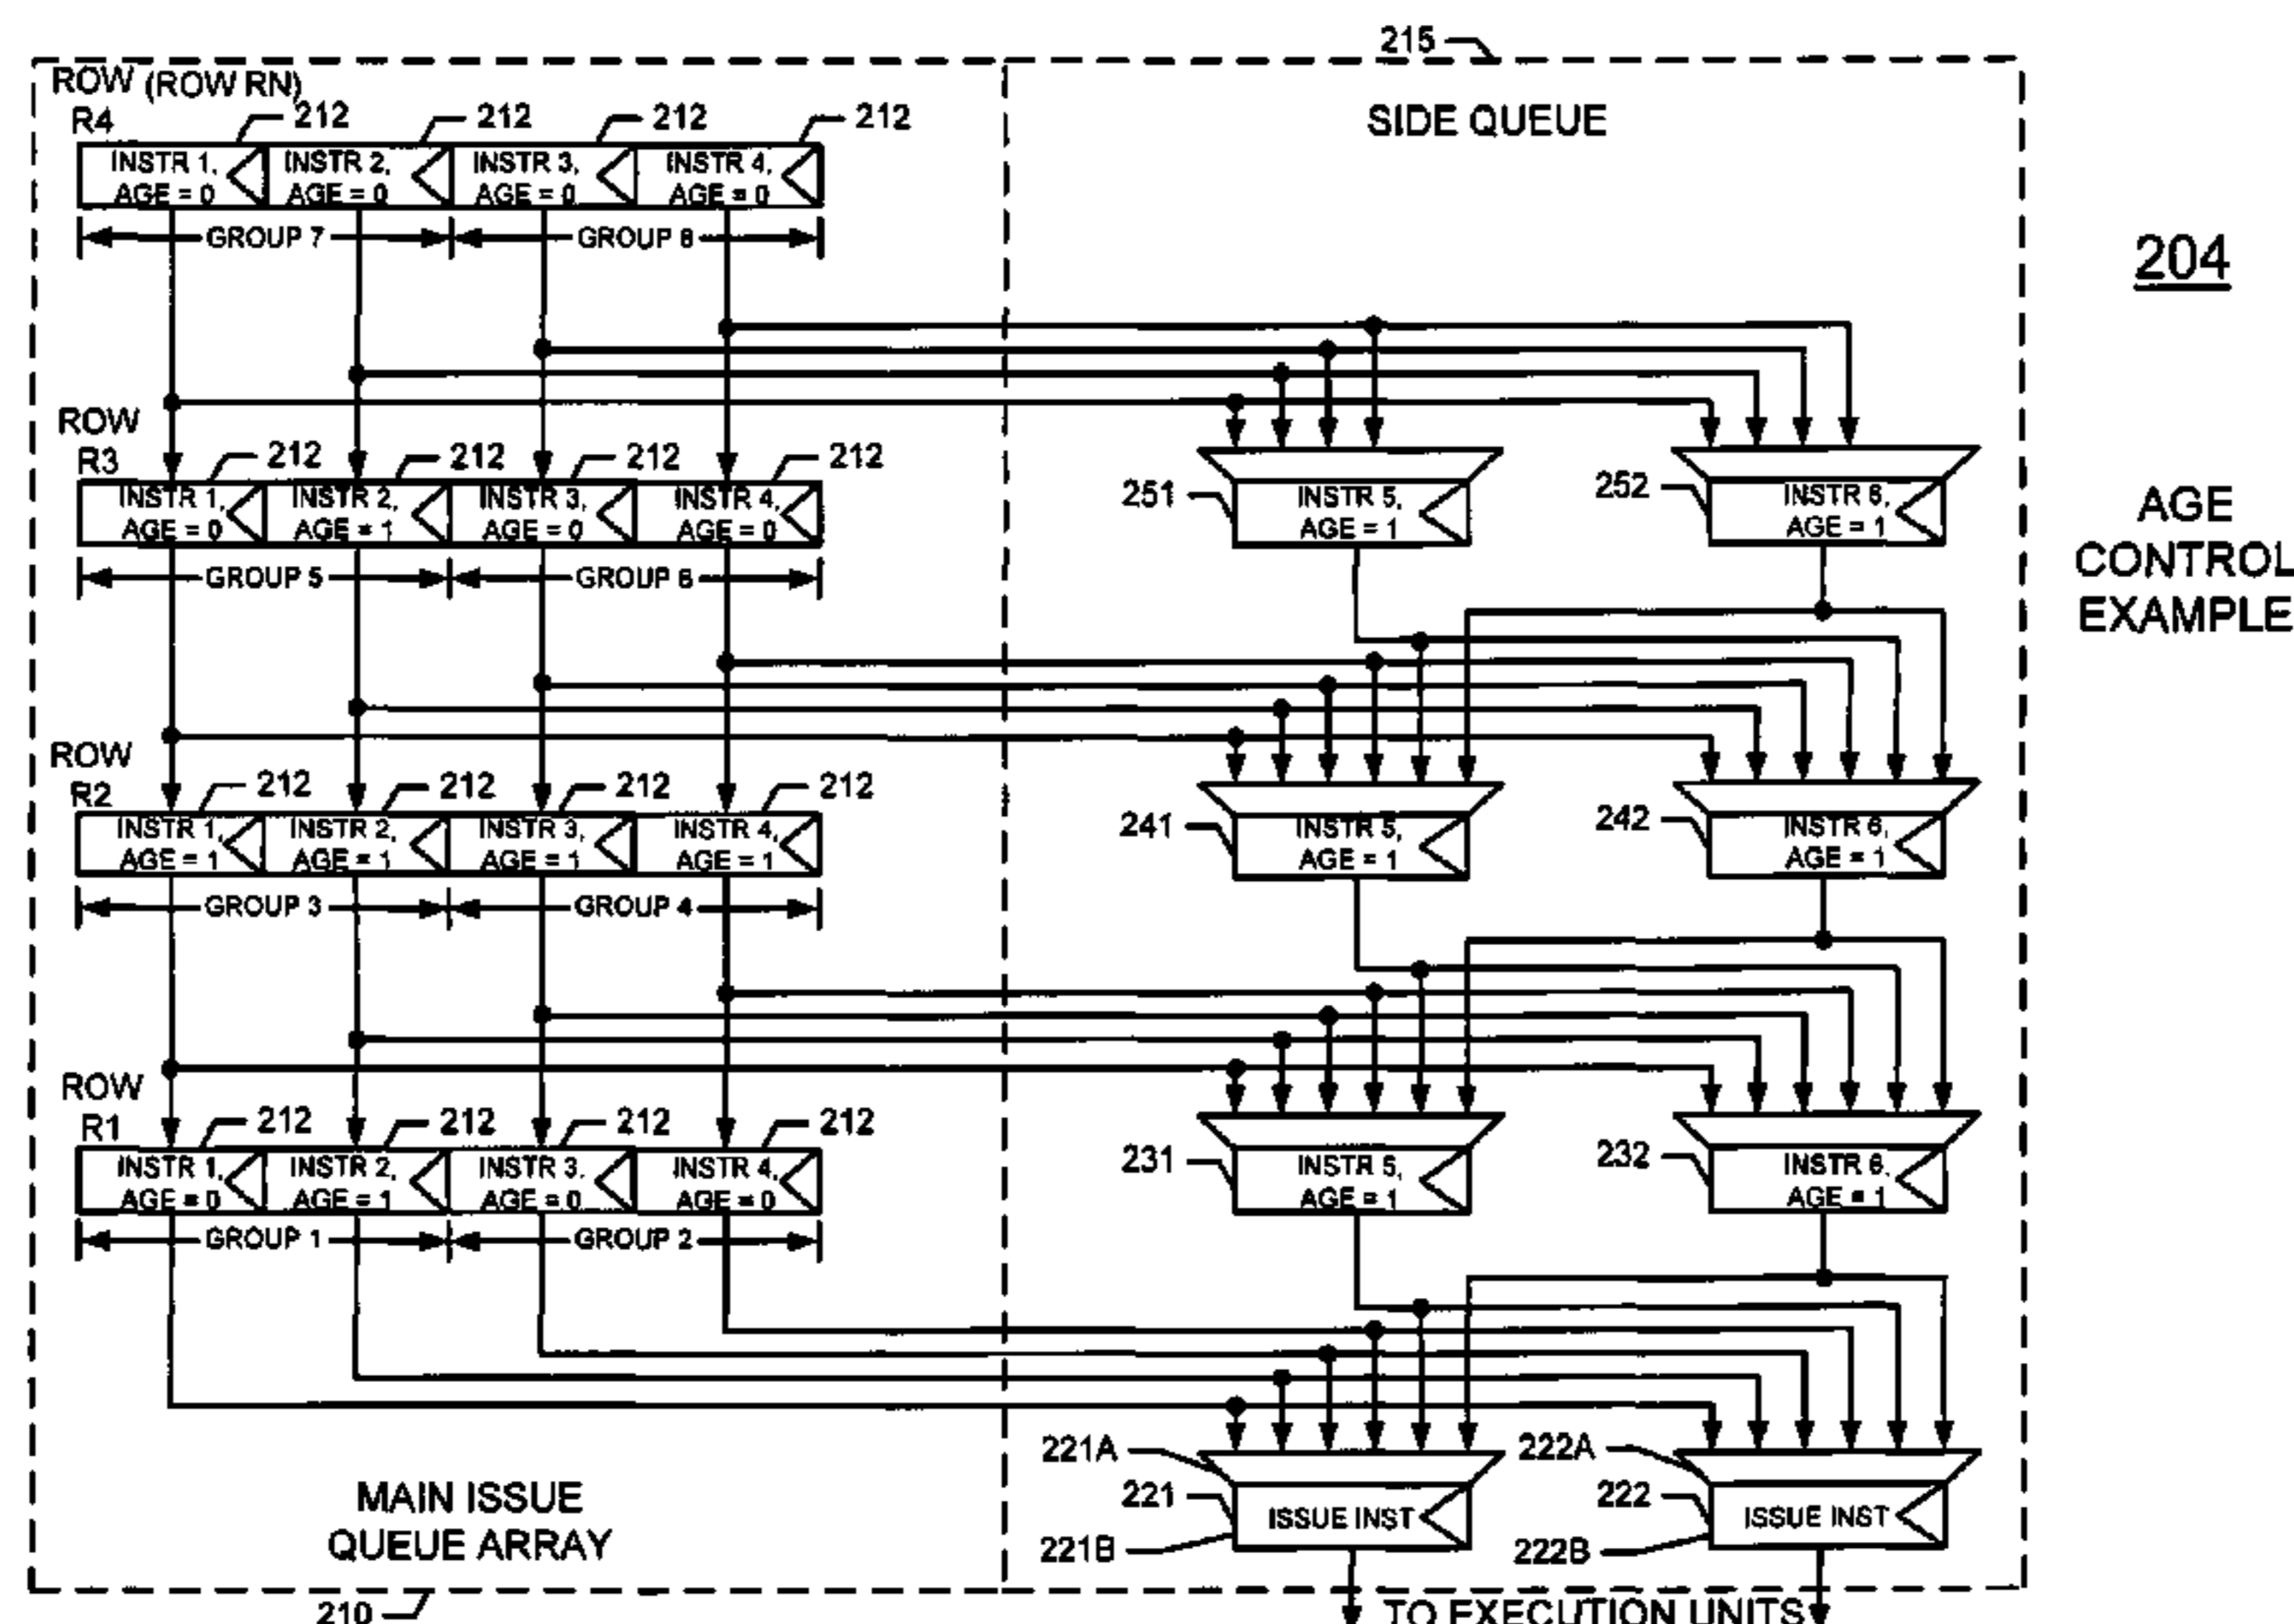 215
ROW (ROW RN)
R4
212 212 212 212
SIDE QUEUE
INSTR 1, AGE = 0
INSTR 2, AGE = 0
INSTR 3, AGE = 0
INSTR 4, AGE = 0
GROUP 7 GROUP 8
204
AGE CONTROL EXAMPLE
ROW
R3
212 212 212 212
INSTR 1, AGE = 0
INSTR 2, AGE = 1
INSTR 3, AGE = 0
INSTR 4, AGE = 0
251
INSTR 5, AGE = 1
252
INSTR 6, AGE = 1
GROUP 5 GROUP 6
ROW
R2
212 212 212 212
INSTR 1, AGE = 1
INSTR 2, AGE = 1
INSTR 3, AGE = 1
INSTR 4, AGE = 1
241
INSTR 5, AGE = 1
242
INSTR 6, AGE = 1
GROUP 3 GROUP 4
ROW
R1
212 212 212 212
INSTR 1, AGE = 0
INSTR 2, AGE = 1
INSTR 3, AGE = 0
INSTR 4, AGE = 0
231
INSTR 5, AGE = 1
232
INSTR 6, AGE = 1
GROUP 1 GROUP 2
221A
221
ISSUE INST
221B
222A
222
ISSUE INST
222B
MAIN ISSUE
QUEUE ARRAY
210
TO EXECUTION UNITS